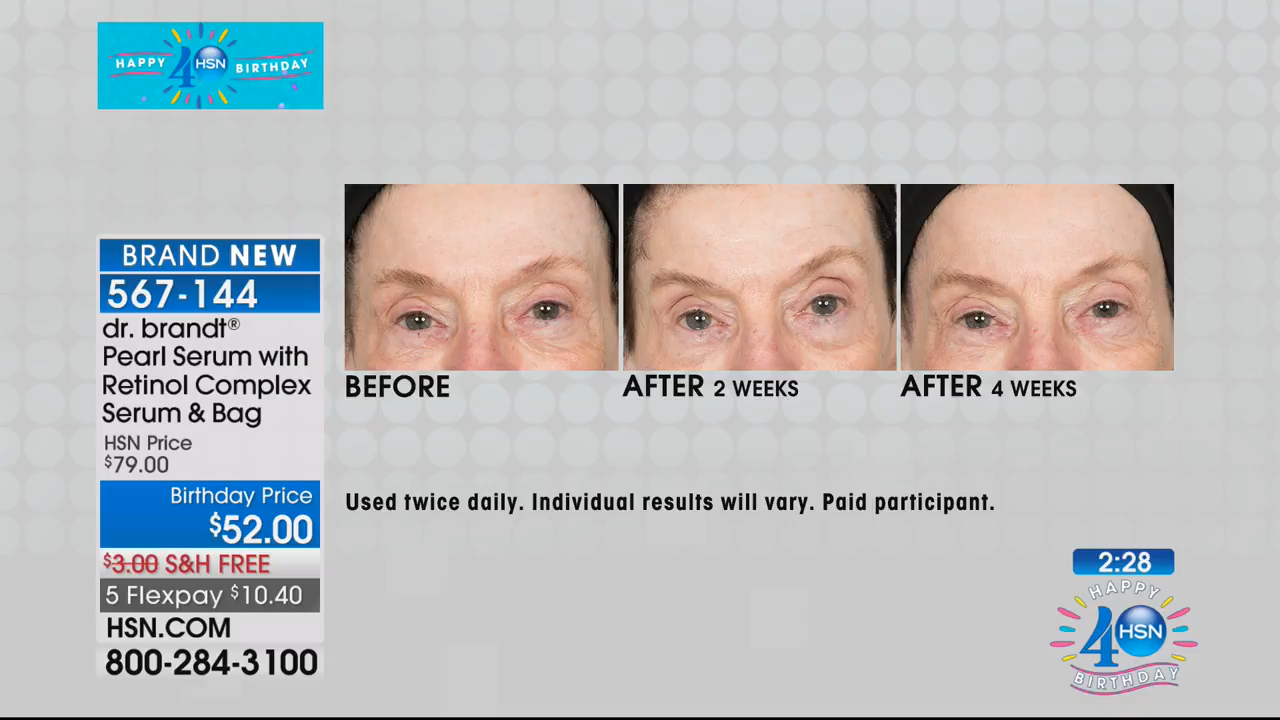 HAPPY 40 HSN BIRTHDAY
BRAND NEW
567-144
dr. brandt®
Pearl Serum with
Retinol Complex
Serum & Bag
HSN Price
$79.00
Birthday Price
$52.00
$3.00 S&H FREE
5 Flexpay $10.40
HSN.COM
800-284-3100
BEFORE
AFTER 2 WEEKS
AFTER 4 WEEKS
Used twice daily. Individual results will vary. Paid participant.
2:28
HAPPY
40 HSN
BIRTHDAY